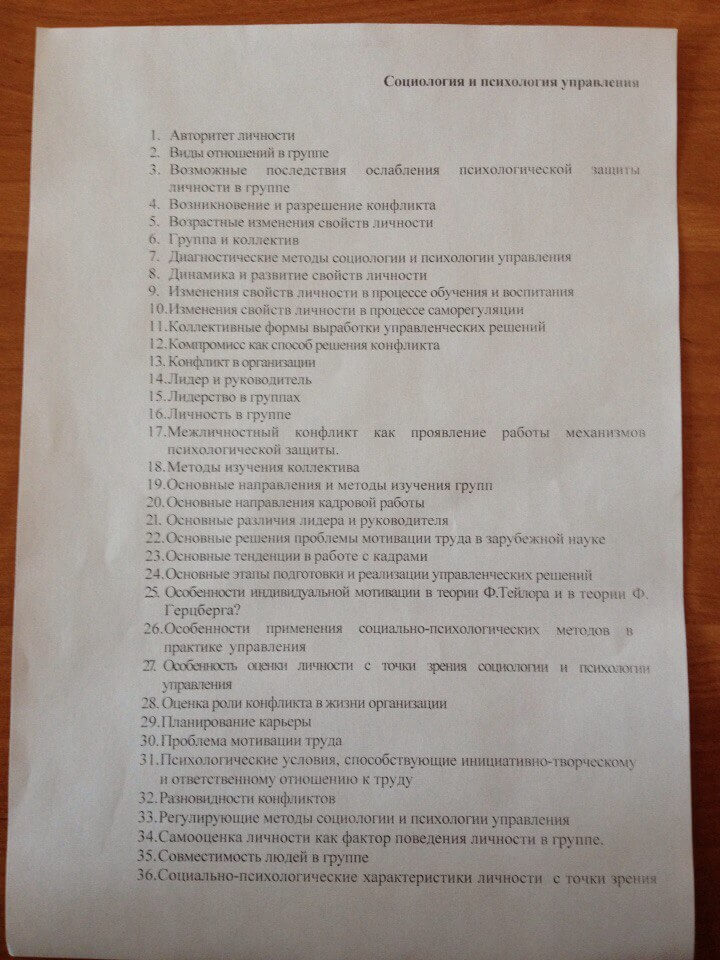 Социология и психология управления
1. Авторитет личности
2. Виды отношений в группе
3. Возможные последствия ослабления психологической защиты
личности в группе
4. Возникновение и разрешение конфликта
5. Возрастные изменения свойств личности
6. Группа и коллектив
7. Диагностические методы социологии и психологии управления
8. Динамика и развитие свойств личности
9. Изменения свойств личности в процессе обучения и воспитания
10.Изменения свойств личности в процессе саморегуляции
11.Коллективные формы выработки управленческих решений
12.Компромисс как способ решения конфликта
13.Конфликт в организации
14.Лидер и руководитель
15.Лидерство в группах
16.Личность в группе
17.Межличностный конфликт как проявление работы механизмов
психологической защиты.
18.Методы изучения коллектива
19.Основные направления и методы изучения групп
20.Основные направления кадровой работы
21. Основные различия лидера и руководителя
22.Основные решения проблемы мотивации труда в зарубежной науке
23.Основные тенденции в работе с кадрами
24.Основные этапы подготовки и реализации управленческих решений
25. Особенности индивидуальной мотивации в теории Ф.Тейлора и в теории Ф.
Герцберга?
26.Особенности применения социально-психологических методов в
практике управления
27. Особенность оценки личности с точки зрения социологии и психологии
управления
28.Оценка роли конфликта в жизни организации
29.Планирование карьеры
30.Проблема мотивации труда
31.Психологические условия, способствующие инициативно-творческому
и ответственному отношению к труду
32.Разновидности конфликтов
33.Регулирующие методы социологии и психологии управления
34.Самооценка личности как фактор поведения личности в группе.
35.Совместимость людей в группе
36.Социально-психологические характеристики личности с точки зрения